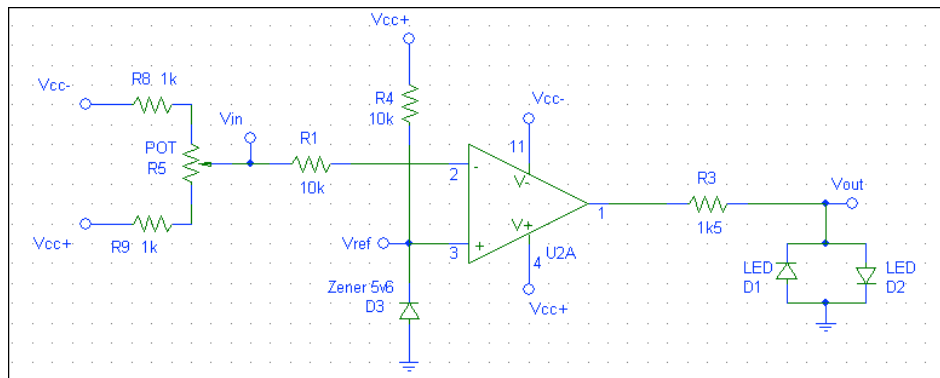 Vcc+
Vcc-
R8 1k
R4
10k
Vcc-
Vin
POT
R5
R1
10k
11
2
-
V-
R3
1k5
Vout
1
V+
Vcc+
R9 1k
Vref
3
+
U2A
4
Zener 5v6
D3
Vcc+
LED
D1
LED
D2